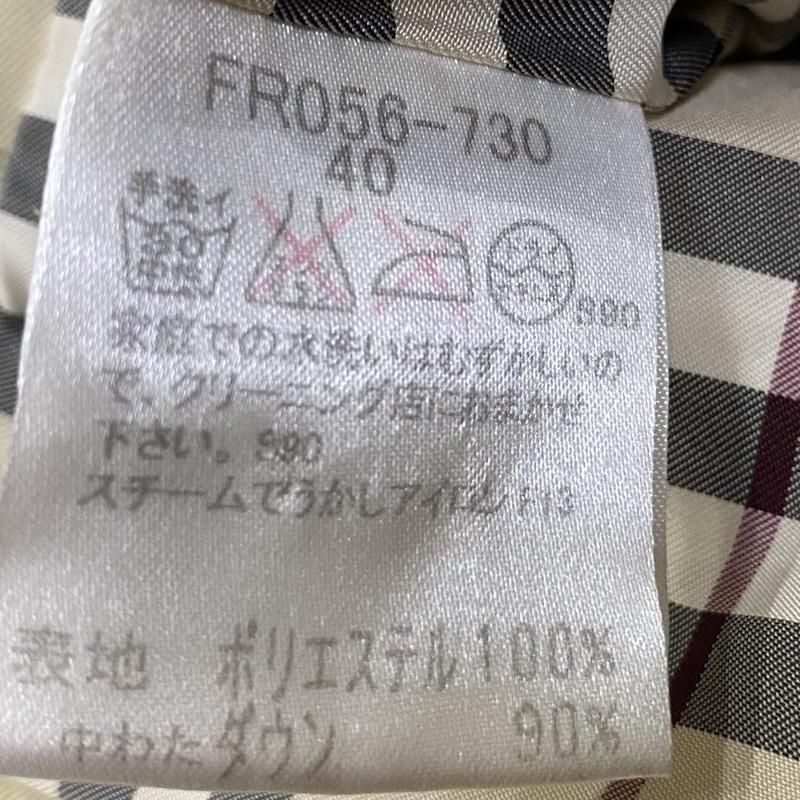 FR056-730
40
手洗イ
30
中性
S90
家庭での水洗いはむずかしいの
で、クリーニング店におまかせ
下さい。S90
スチームでうかしアイロン F13
表地 ポリエステル100%
中わたダウン 90%